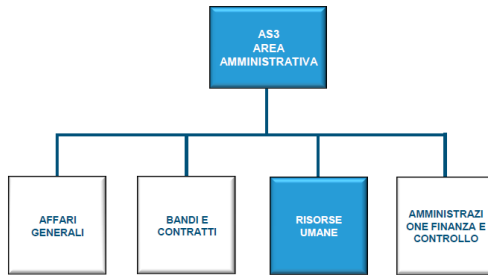 AS3
AREA
AMMINISTRATIVA
AFFARI
GENERALI
BANDI E
CONTRATTI
RISORSE
UMANE
AMMINISTRAZI
ONE FINANZA E
CONTROLLO